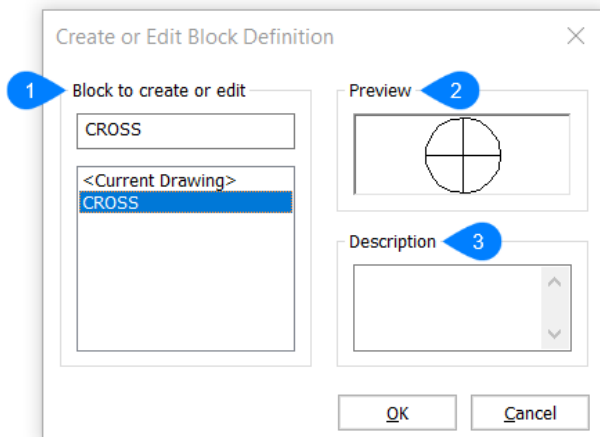 Create or Edit Block Definition
1
Block to create or edit
CROSS
<Current Drawing>
CROSS
Preview
2
Description
3
OK
Cancel